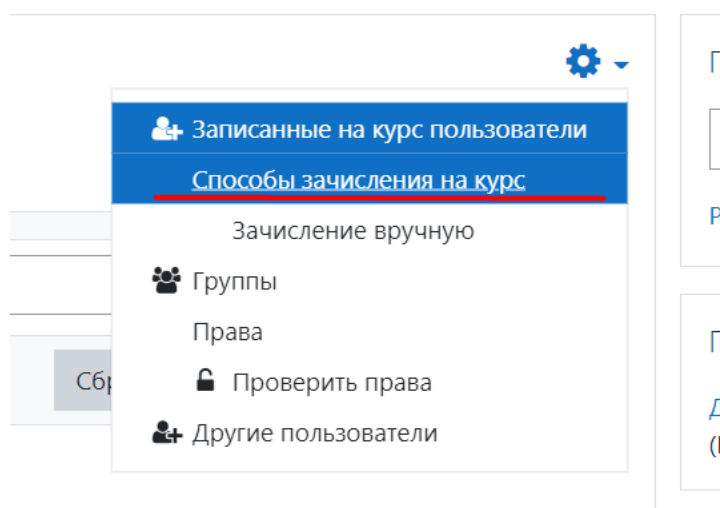 Записанные на курс пользователи
Способы зачисления на курс
Зачисление вручную
Группы
Права
Проверить права
Другие пользователи